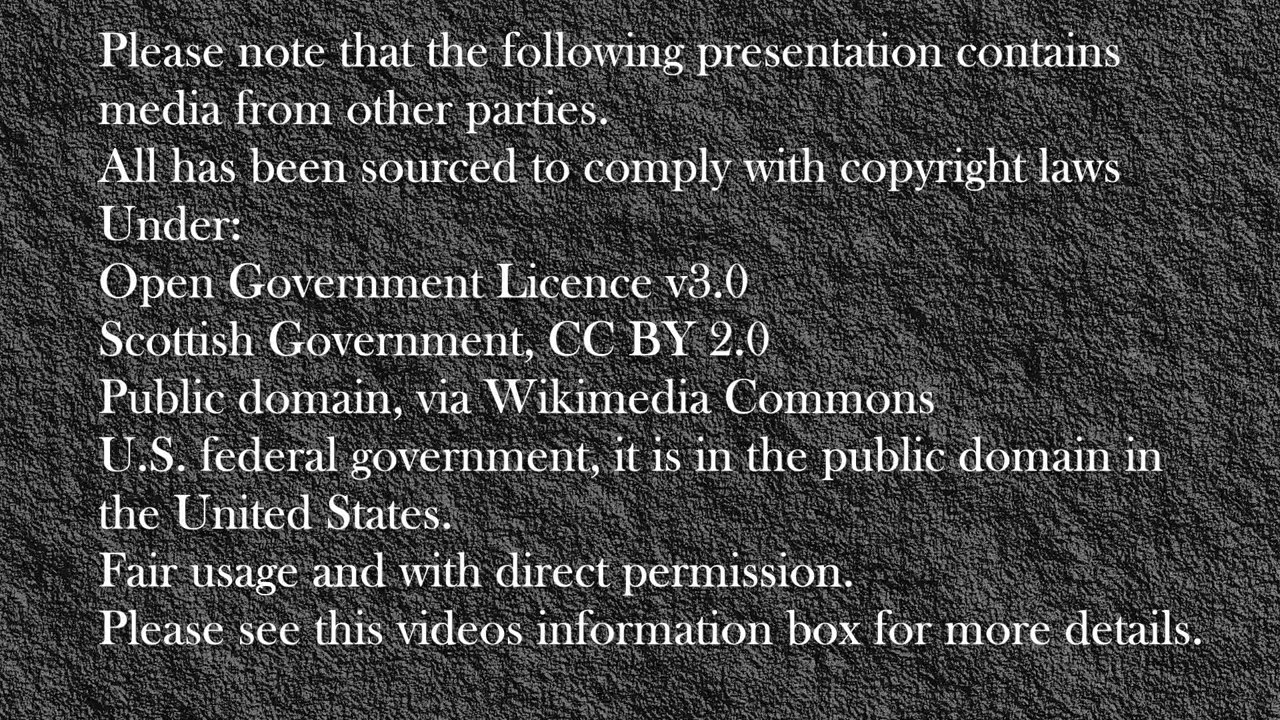 Please note that the following presentation contains
media from other parties.
All has been sourced to comply with copyright laws
Under:
Open Government Licence v3.0
Scottish Government, CC BY 2.0
Public domain, via Wikimedia Commons
U.S. federal government, it is in the public domain in
the United States.
Fair usage and with direct permission.
Please see this videos information box for more details.